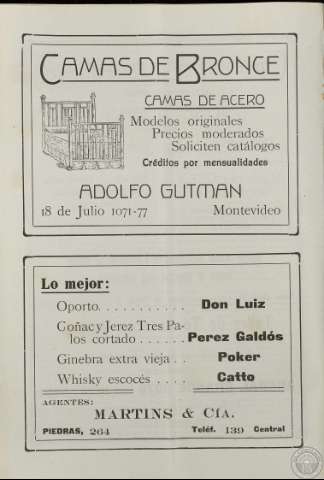 CAMAS DE BRONCE
CAMAS DE ACERO
Modelos originales
Precios moderados
Soliciten catálogos
Créditos por mensualidades
ADOLFO GUTMAN
18 de Julio 1071-77 Montevideo
Lo mejor:
Oporto. . . . . . . . . . Don Luiz
Coñac y Jerez Tres Pa-
los cortado . . . . . Perez Galdós
Ginebra extra vieja . . Poker
Whisky escocés . . . . Catto
AGENTES:
MARTINS & CÍA.
PIEDRAS, 264 Teléf. 139 Central